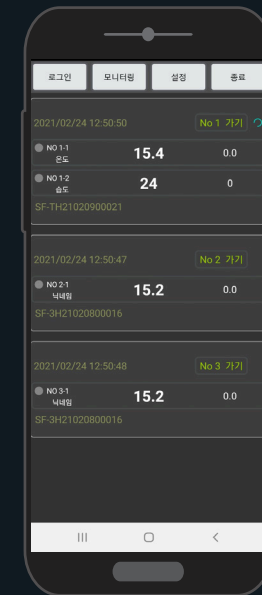 로그인 모니터링 설정 종료
2021/02/24 12:50:50 No 1 가기
NO 1-1
온도 15.4 0.0
NO 1-2
습도 24 0
SF-TH21020900021
2021/02/24 12:50:47 No 2 가기
NO 2-1
닉네임 15.2 0.0
SF-3H21020800016
2021/02/24 12:50:48 No 3 가기
NO 3-1
닉네임 15.2 0.0
SF-3H21020800016